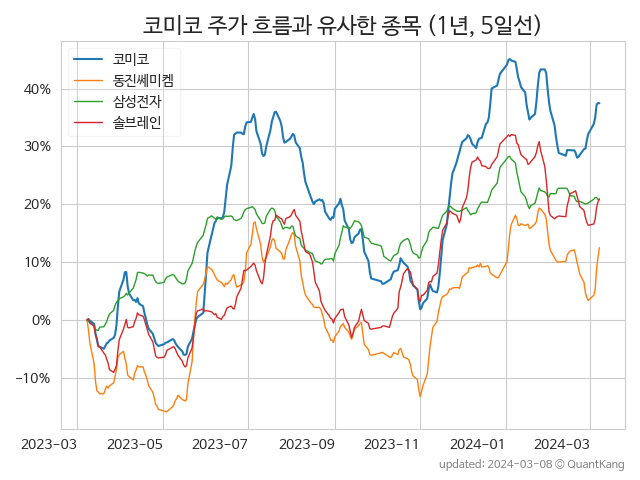 코미코 주가 흐름과 유사한 종목 (1년, 5일선)
코미코
동진쎄미켐
삼성전자
솔브레인
40%
30%
20%
10%
0%
−10%
2023-03
2023-05
2023-07
2023-09
2023-11
2024-01
2024-03
updated: 2024-03-08 © QuantKang